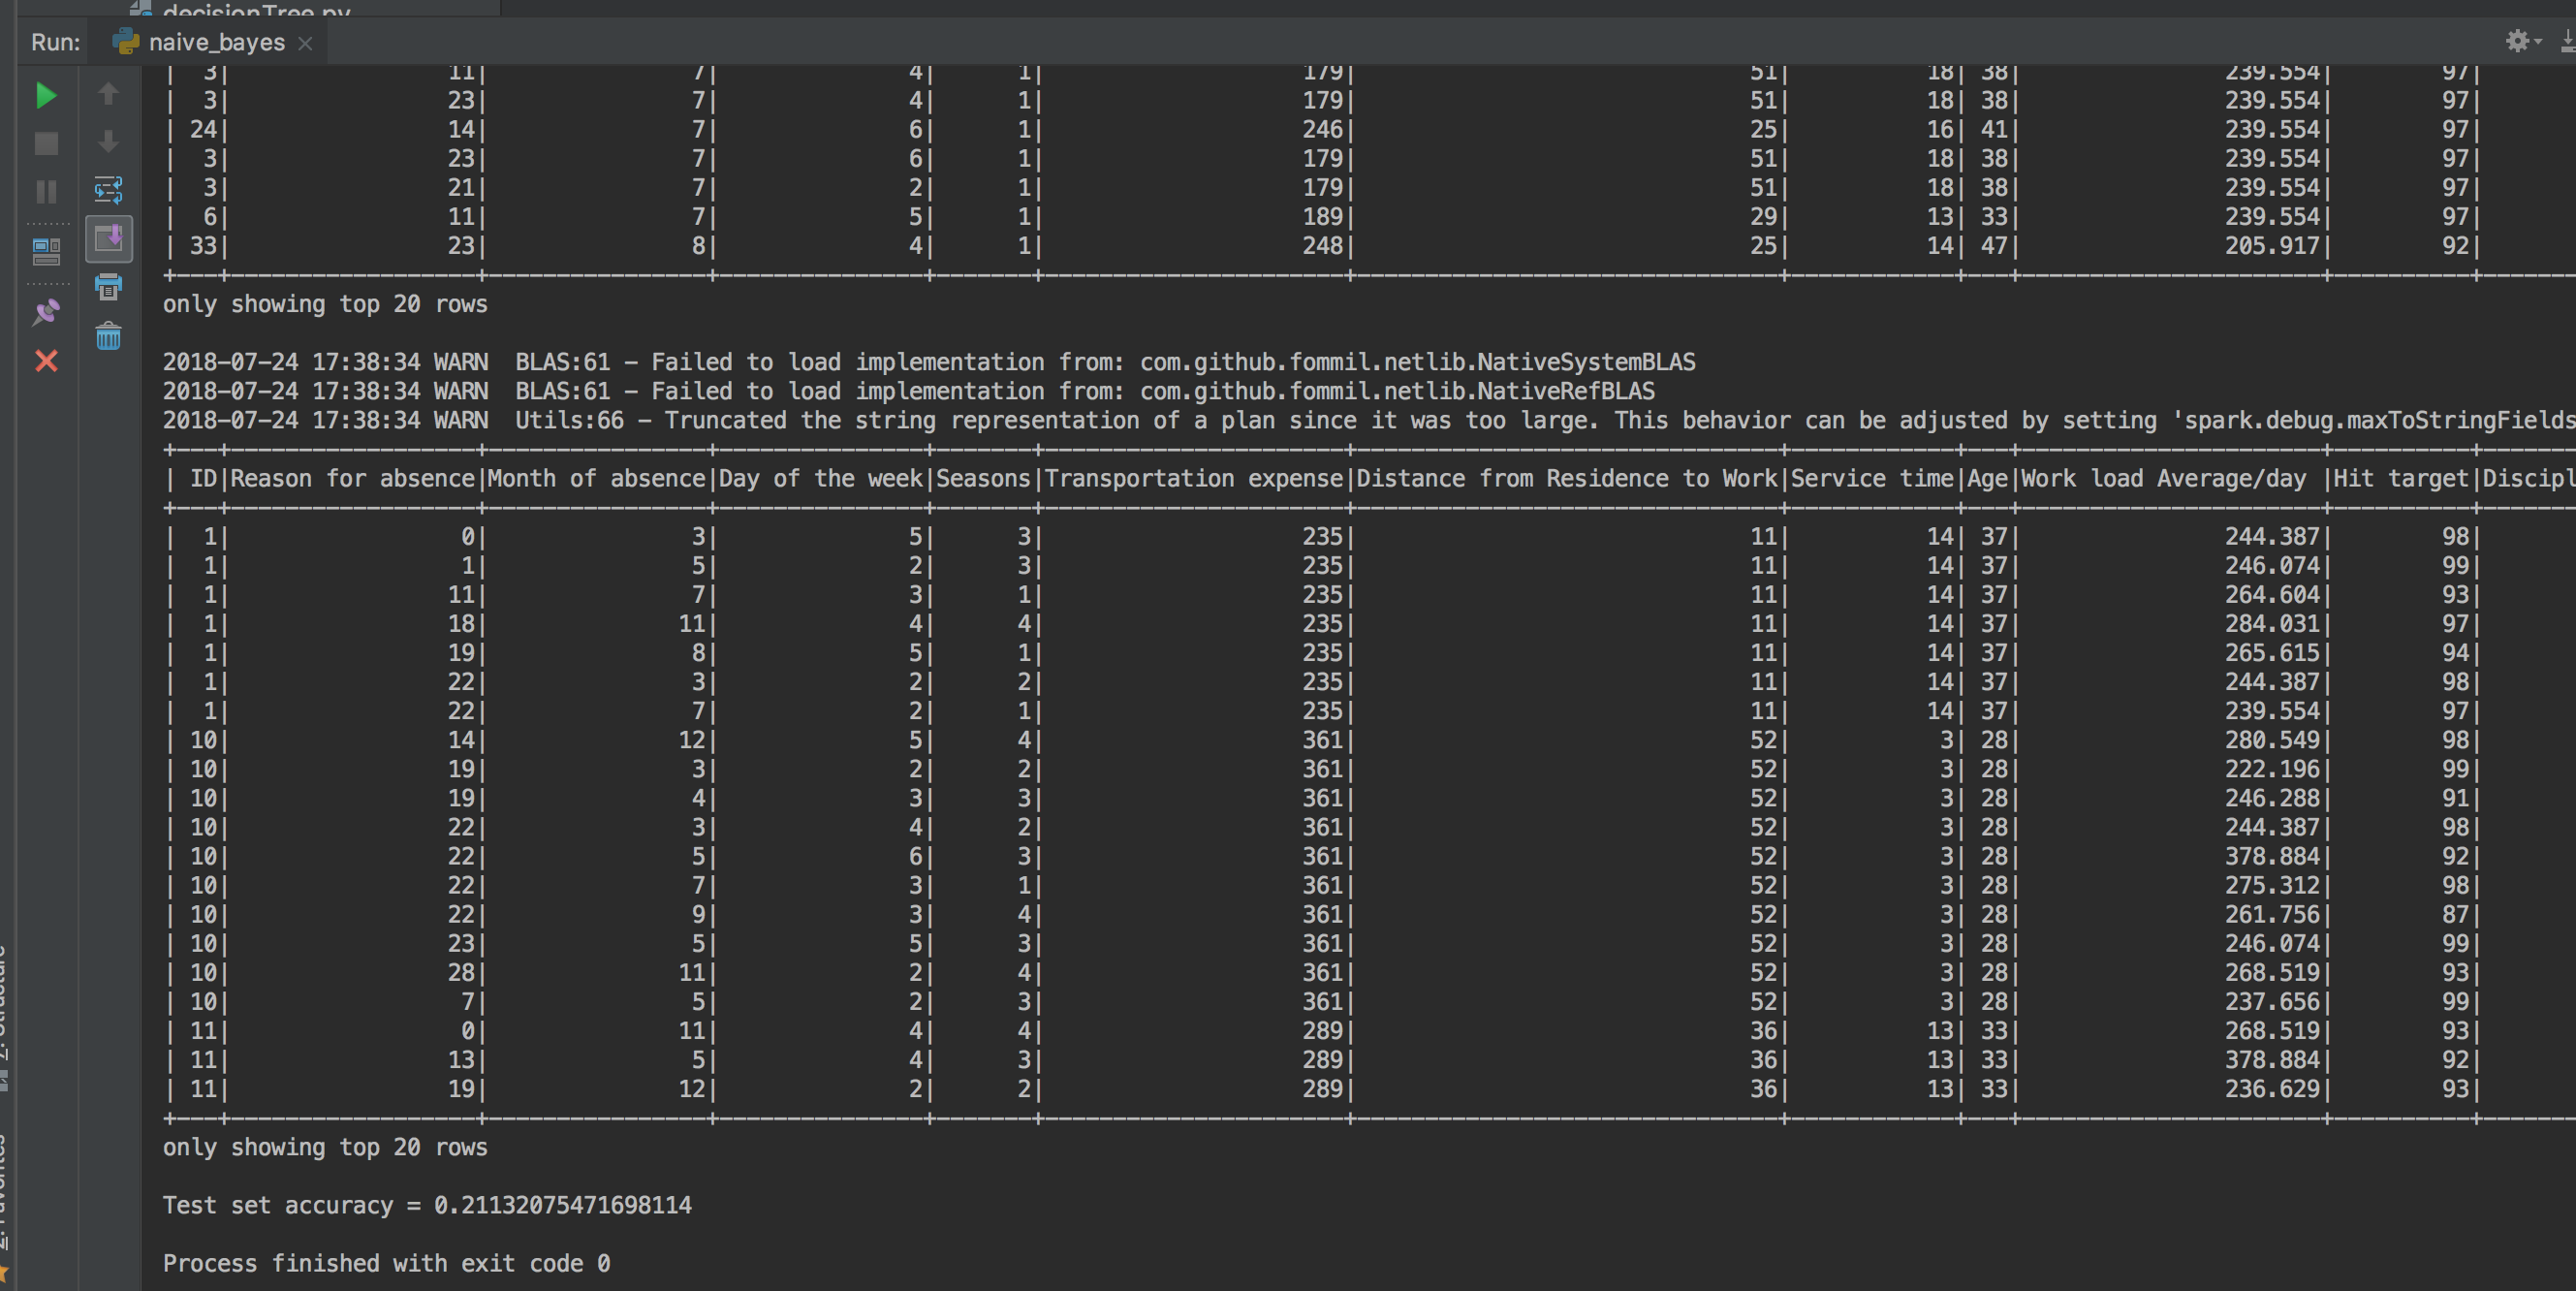 decisionTree.py
Run: naive_bayes
| 3| 11| 7| 4| 1| 179| 51| 18| 38| 239.554| 97|
| 3| 23| 7| 4| 1| 179| 51| 18| 38| 239.554| 97|
| 24| 14| 7| 6| 1| 246| 25| 16| 41| 239.554| 97|
| 3| 23| 7| 6| 1| 179| 51| 18| 38| 239.554| 97|
| 3| 21| 7| 2| 1| 179| 51| 18| 38| 239.554| 97|
| 6| 11| 7| 5| 1| 189| 29| 13| 33| 239.554| 97|
| 33| 23| 8| 4| 1| 248| 25| 14| 47| 205.917| 92|
only showing top 20 rows
2018-07-24 17:38:34 WARN BLAS:61 - Failed to load implementation from: com.github.fommil.netlib.NativeSystemBLAS
2018-07-24 17:38:34 WARN BLAS:61 - Failed to load implementation from: com.github.fommil.netlib.NativeRefBLAS
2018-07-24 17:38:34 WARN Utils:66 - Truncated the string representation of a plan since it was too large. This behavior can be adjusted by setting 'spark.debug.maxToStringFields
| ID|Reason for absence|Month of absence|Day of the week|Seasons|Transportation expense|Distance from Residence to Work|Service time|Age|Work load Average/day |Hit target|Discipl
| 1| 0| 3| 5| 3| 235| 11| 14| 37| 244.387| 98|
| 1| 1| 5| 2| 3| 235| 11| 14| 37| 246.074| 99|
| 1| 11| 7| 3| 1| 235| 11| 14| 37| 264.604| 93|
| 1| 18| 11| 4| 4| 235| 11| 14| 37| 284.031| 97|
| 1| 19| 8| 5| 1| 235| 11| 14| 37| 265.615| 94|
| 1| 22| 3| 2| 2| 235| 11| 14| 37| 244.387| 98|
| 1| 22| 7| 2| 1| 235| 11| 14| 37| 239.554| 97|
| 10| 14| 12| 5| 4| 361| 52| 3| 28| 280.549| 98|
| 10| 19| 3| 2| 2| 361| 52| 3| 28| 222.196| 99|
| 10| 19| 4| 3| 3| 361| 52| 3| 28| 246.288| 91|
| 10| 22| 3| 4| 2| 361| 52| 3| 28| 244.387| 98|
| 10| 22| 5| 6| 3| 361| 52| 3| 28| 378.884| 92|
| 10| 22| 7| 3| 1| 361| 52| 3| 28| 275.312| 98|
| 10| 22| 9| 3| 4| 361| 52| 3| 28| 261.756| 87|
| 10| 23| 5| 5| 3| 361| 52| 3| 28| 246.074| 99|
| 10| 28| 11| 2| 4| 361| 52| 3| 28| 268.519| 93|
| 10| 7| 5| 2| 3| 361| 52| 3| 28| 237.656| 99|
| 11| 0| 11| 4| 4| 289| 36| 13| 33| 268.519| 93|
| 11| 13| 5| 4| 3| 289| 36| 13| 33| 378.884| 92|
| 11| 19| 12| 2| 2| 289| 36| 13| 33| 236.629| 93|
only showing top 20 rows
Test set accuracy = 0.21132075471698114
Process finished with exit code 0